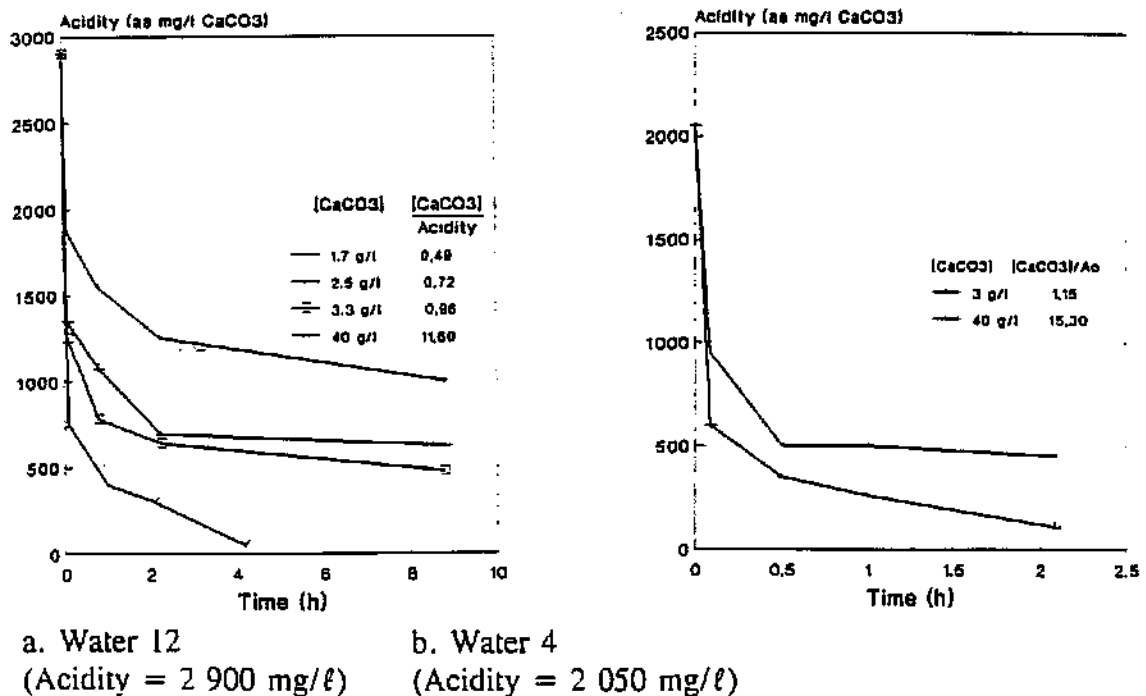 Acidity (as mg/l CaCO3)
3000
2500
2000
1500
1000
500
0
[CaCO3] [CaCO3]
Acidity
1.7 g/l 0,49
2.5 g/l 0,72
3.3 g/l 0,96
40 g/l 11,60
0 2 4 6 8 10
Time (h)
Acidity (as mg/l CaCO3)
2500
2000
1500
1000
500
0
[CaCO3] [CaCO3]/Ao
3 g/l 1,15
40 g/l 15,30
0 0,5 1 1.5 2 2.5
Time (h)
a. Water 12
(Acidity = 2 900 mg/ℓ)
b. Water 4
(Acidity = 2 050 mg/ℓ)